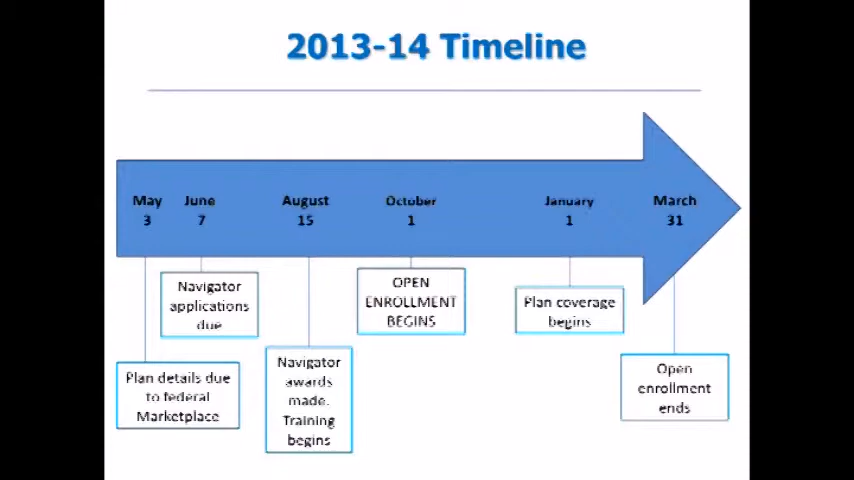 2013-14 Timeline
May
3
June
7
August
15
October
1
January
1
March
31
Navigator
applications
due
OPEN
ENROLLMENT
BEGINS
Plan coverage
begins
Plan details due
to federal
Marketplace
Navigator
awards
made.
Training
begins
Open
enrollment
ends